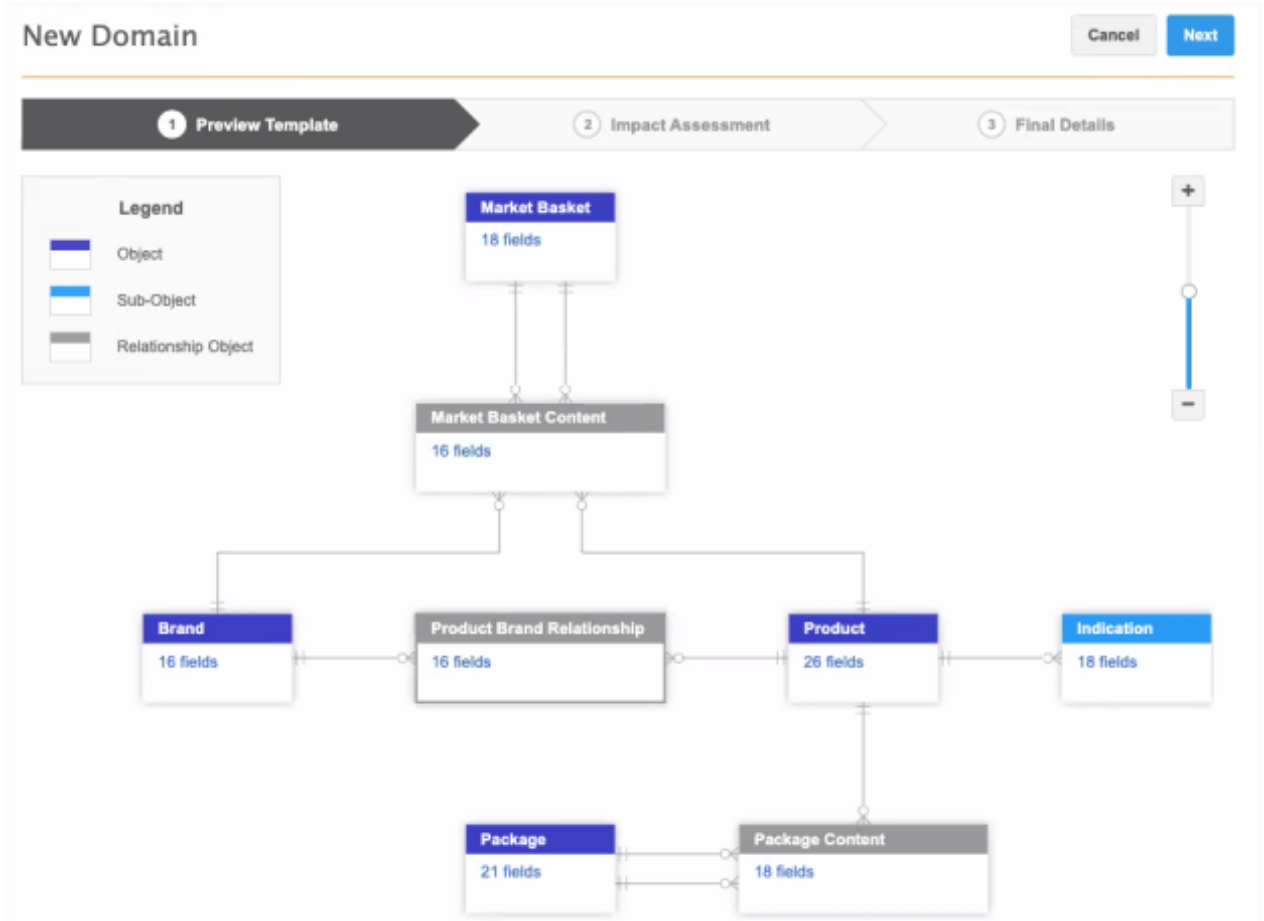 New Domain
Cancel
Next
1 Preview Template
2 Impact Assessment
3 Final Details
Legend
Object
Sub-Object
Relationship Object
+
−
Market Basket
18 fields
Market Basket Content
16 fields
Brand
16 fields
Product Brand Relationship
16 fields
Product
26 fields
Indication
18 fields
Package
21 fields
Package Content
18 fields